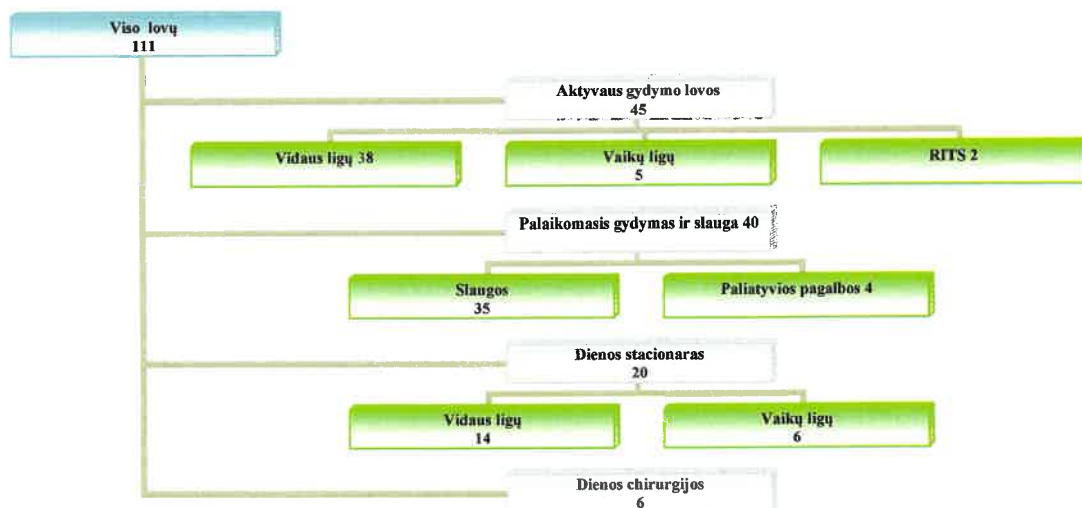 Viso lovų
111
Aktyvaus gydymo lovos
45
Vidaus ligų 38
Vaikų ligų
5
RITS 2
Palaikomasis gydymas ir slauga 40
Slaugos
35
Paliatyvios pagalbos 4
Dienos stacionaras
20
Vidaus ligų
14
Vaikų ligų
6
Dienos chirurgijos
6